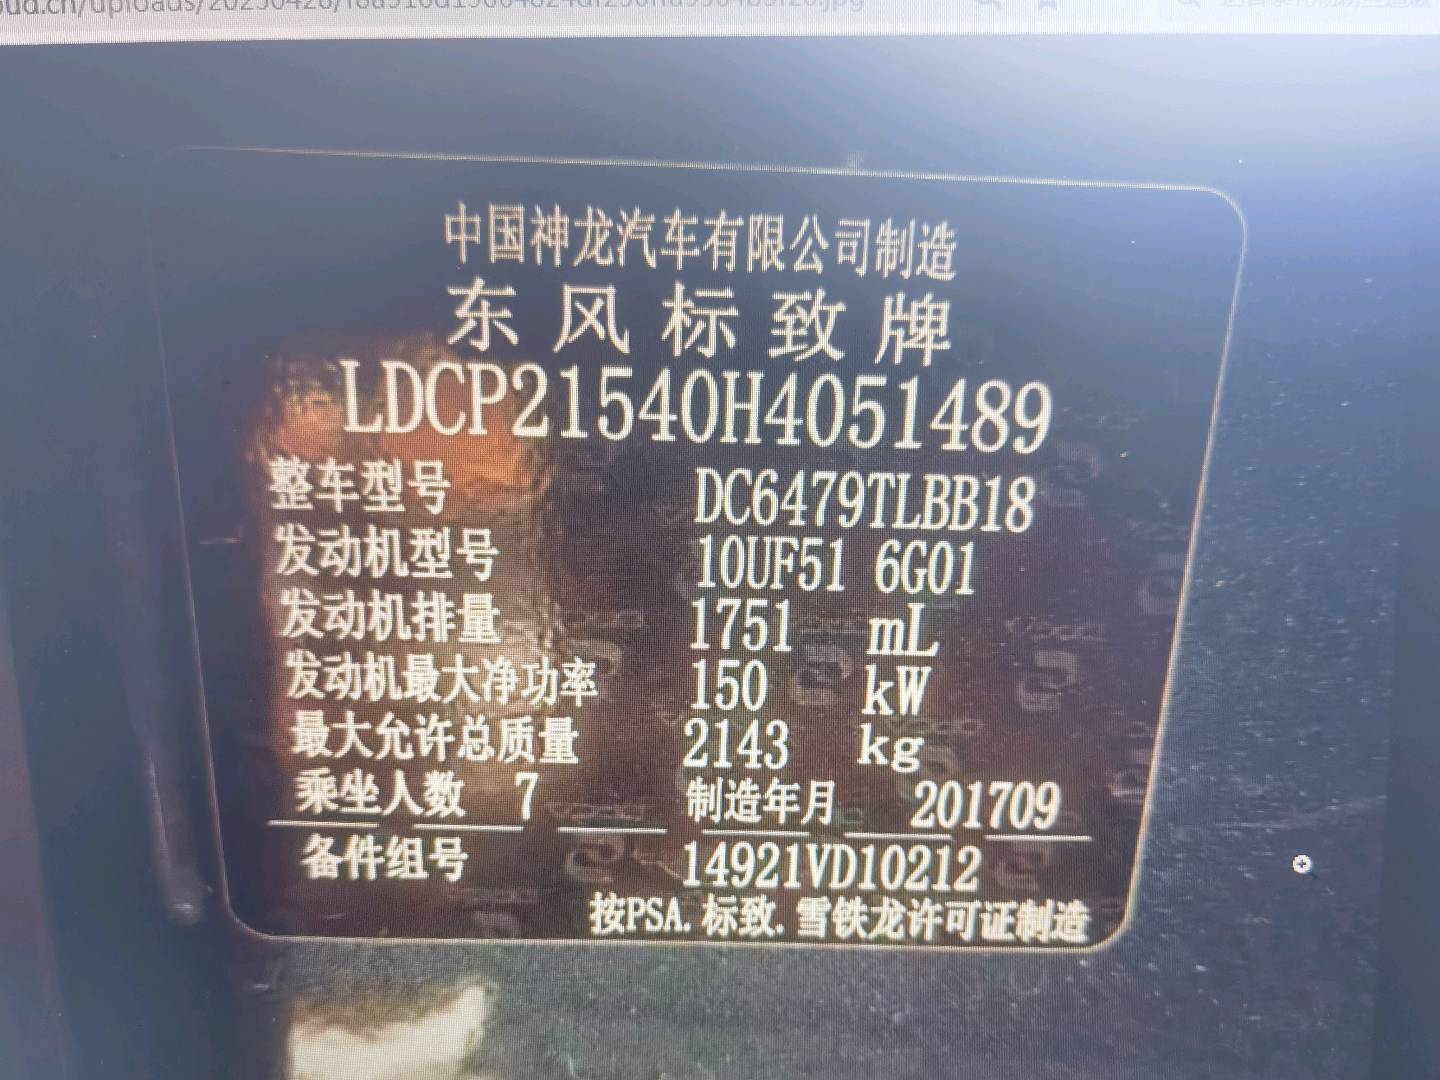 中国神龙汽车有限公司制造
东风标致牌
LDCP21540H4051489
整车型号 DC6479TLBB18
发动机型号 10UF51 6G01
发动机排量 1751 mL
发动机最大净功率 150 kW
最大允许总质量 2143 kg
乘坐人数 7 制造年月 201709
备件组号 14921VD10212
按PSA.标致.雪铁龙许可证制造